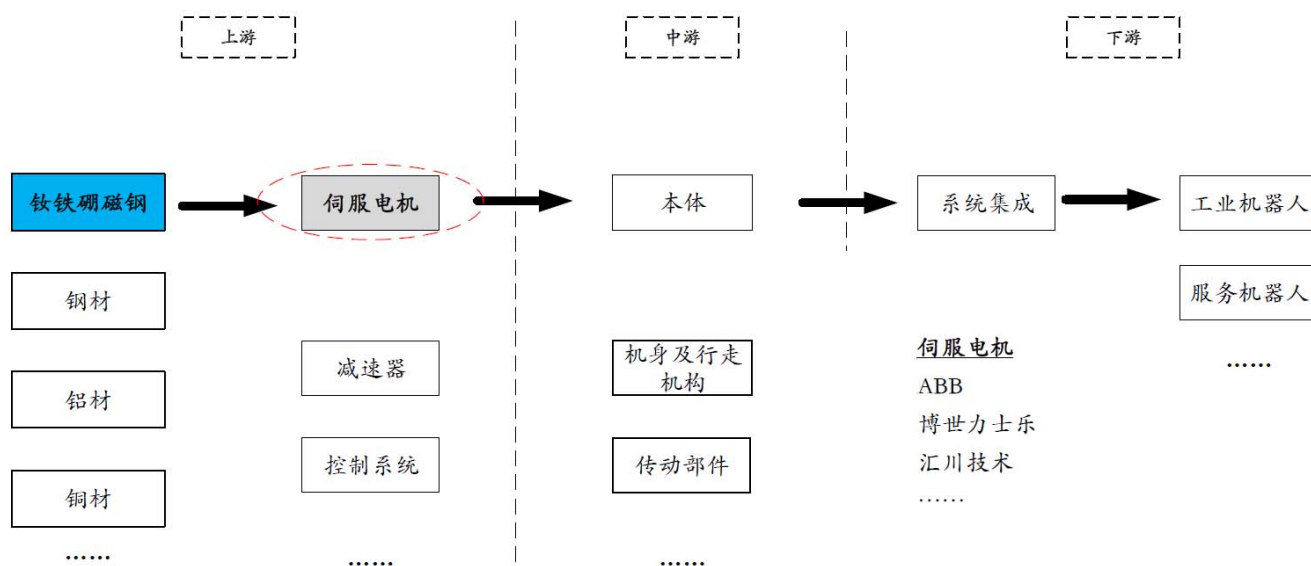 上游
中游
下游
钕铁硼磁钢
伺服电机
本体
系统集成
工业机器人
钢材
服务机器人
减速器
机身及行走
机构
伺服电机
……
铝材
ABB
博世力士乐
控制系统
传动部件
汇川技术
铜材
……
……
……
……